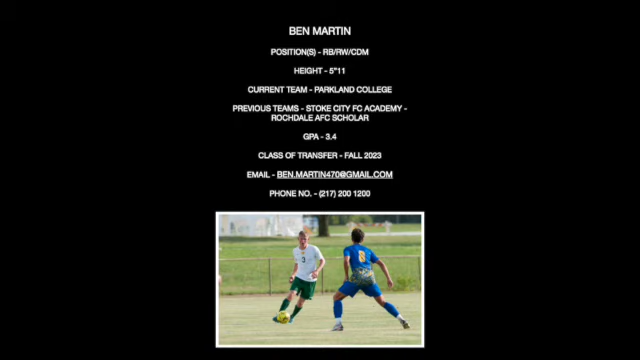 BEN MARTIN
POSITION(S) - RB/RW/CDM
HEIGHT - 5"11
CURRENT TEAM - PARKLAND COLLEGE
PREVIOUS TEAMS - STOKE CITY FC ACADEMY -
ROCHDALE AFC SCHOLAR
GPA - 3.4
CLASS OF TRANSFER - FALL 2023
EMAIL - BEN.MARTIN470@GMAIL.COM
PHONE NO. - (217) 200 1200
3
8